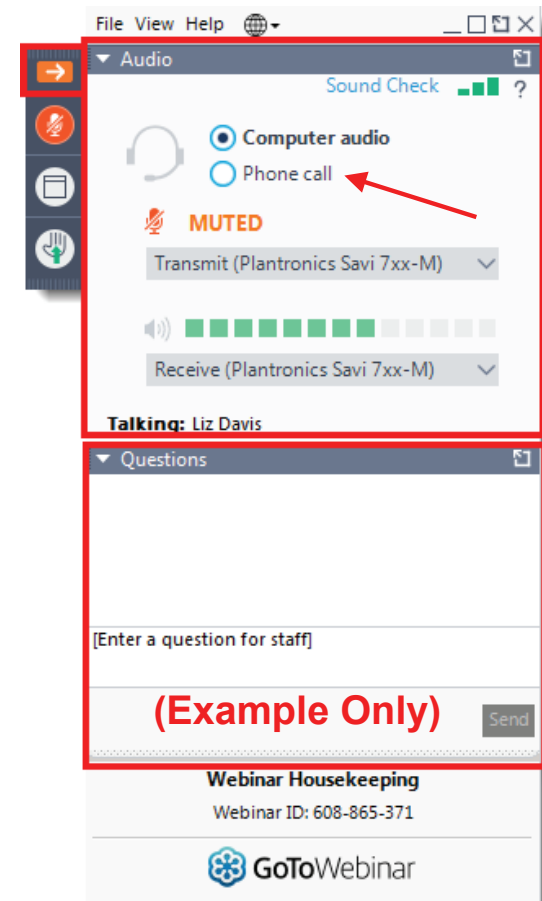 File View Help
Audio
Sound Check ?
Computer audio
Phone call
MUTED
Transmit (Plantronics Savi 7xx-M)
Receive (Plantronics Savi 7xx-M)
Talking: Liz Davis
Questions
[Enter a question for staff]
(Example Only)
Send
Webinar Housekeeping
Webinar ID: 608-865-371
GoToWebinar